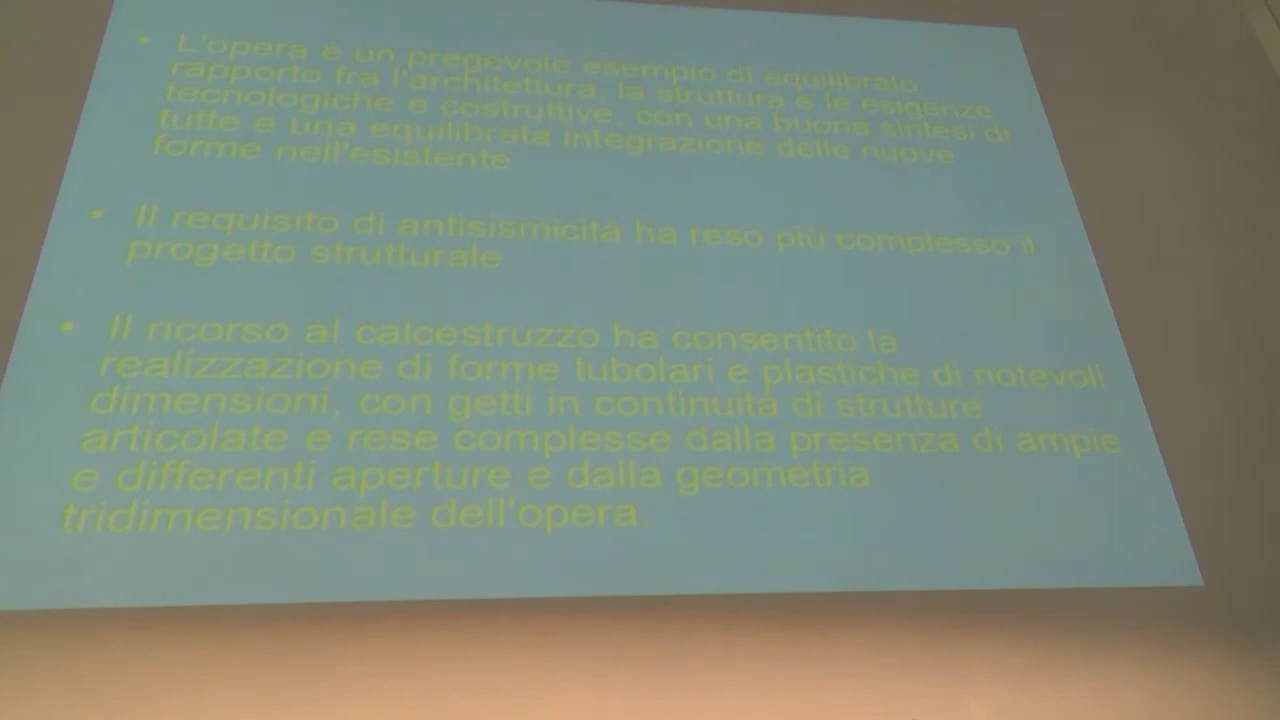 • L'opera è un pregevole esempio di equilibrato
rapporto fra l'architettura, la struttura e le esigenze
tecnologiche e costruttive, con una buona sintesi di
tutte e una equilibrata integrazione delle nuove
forme nell'esistente
• Il requisito di antisismicità ha reso più complesso il
progetto strutturale
• Il ricorso al calcestruzzo ha consentito la
realizzazione di forme tubolari e plastiche di notevoli
dimensioni, con getti in continuità di strutture
articolate e rese complesse dalla presenza di ampie
e differenti aperture e dalla geometria
tridimensionale dell'opera.